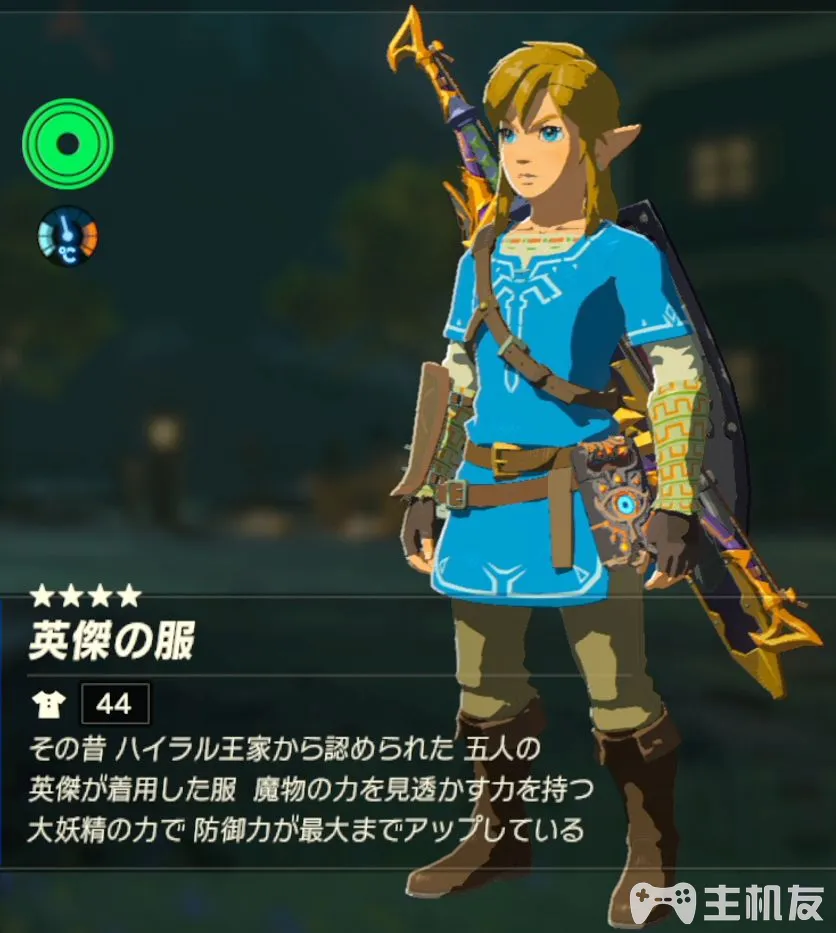 ℃
★★★★
英傑の服
44
その昔 ハイラル王家から認められた 五人の
英傑が着用した服 魔物の力を見透かす力を持つ
大妖精の力で 防御力が最大までアップしている
主机友